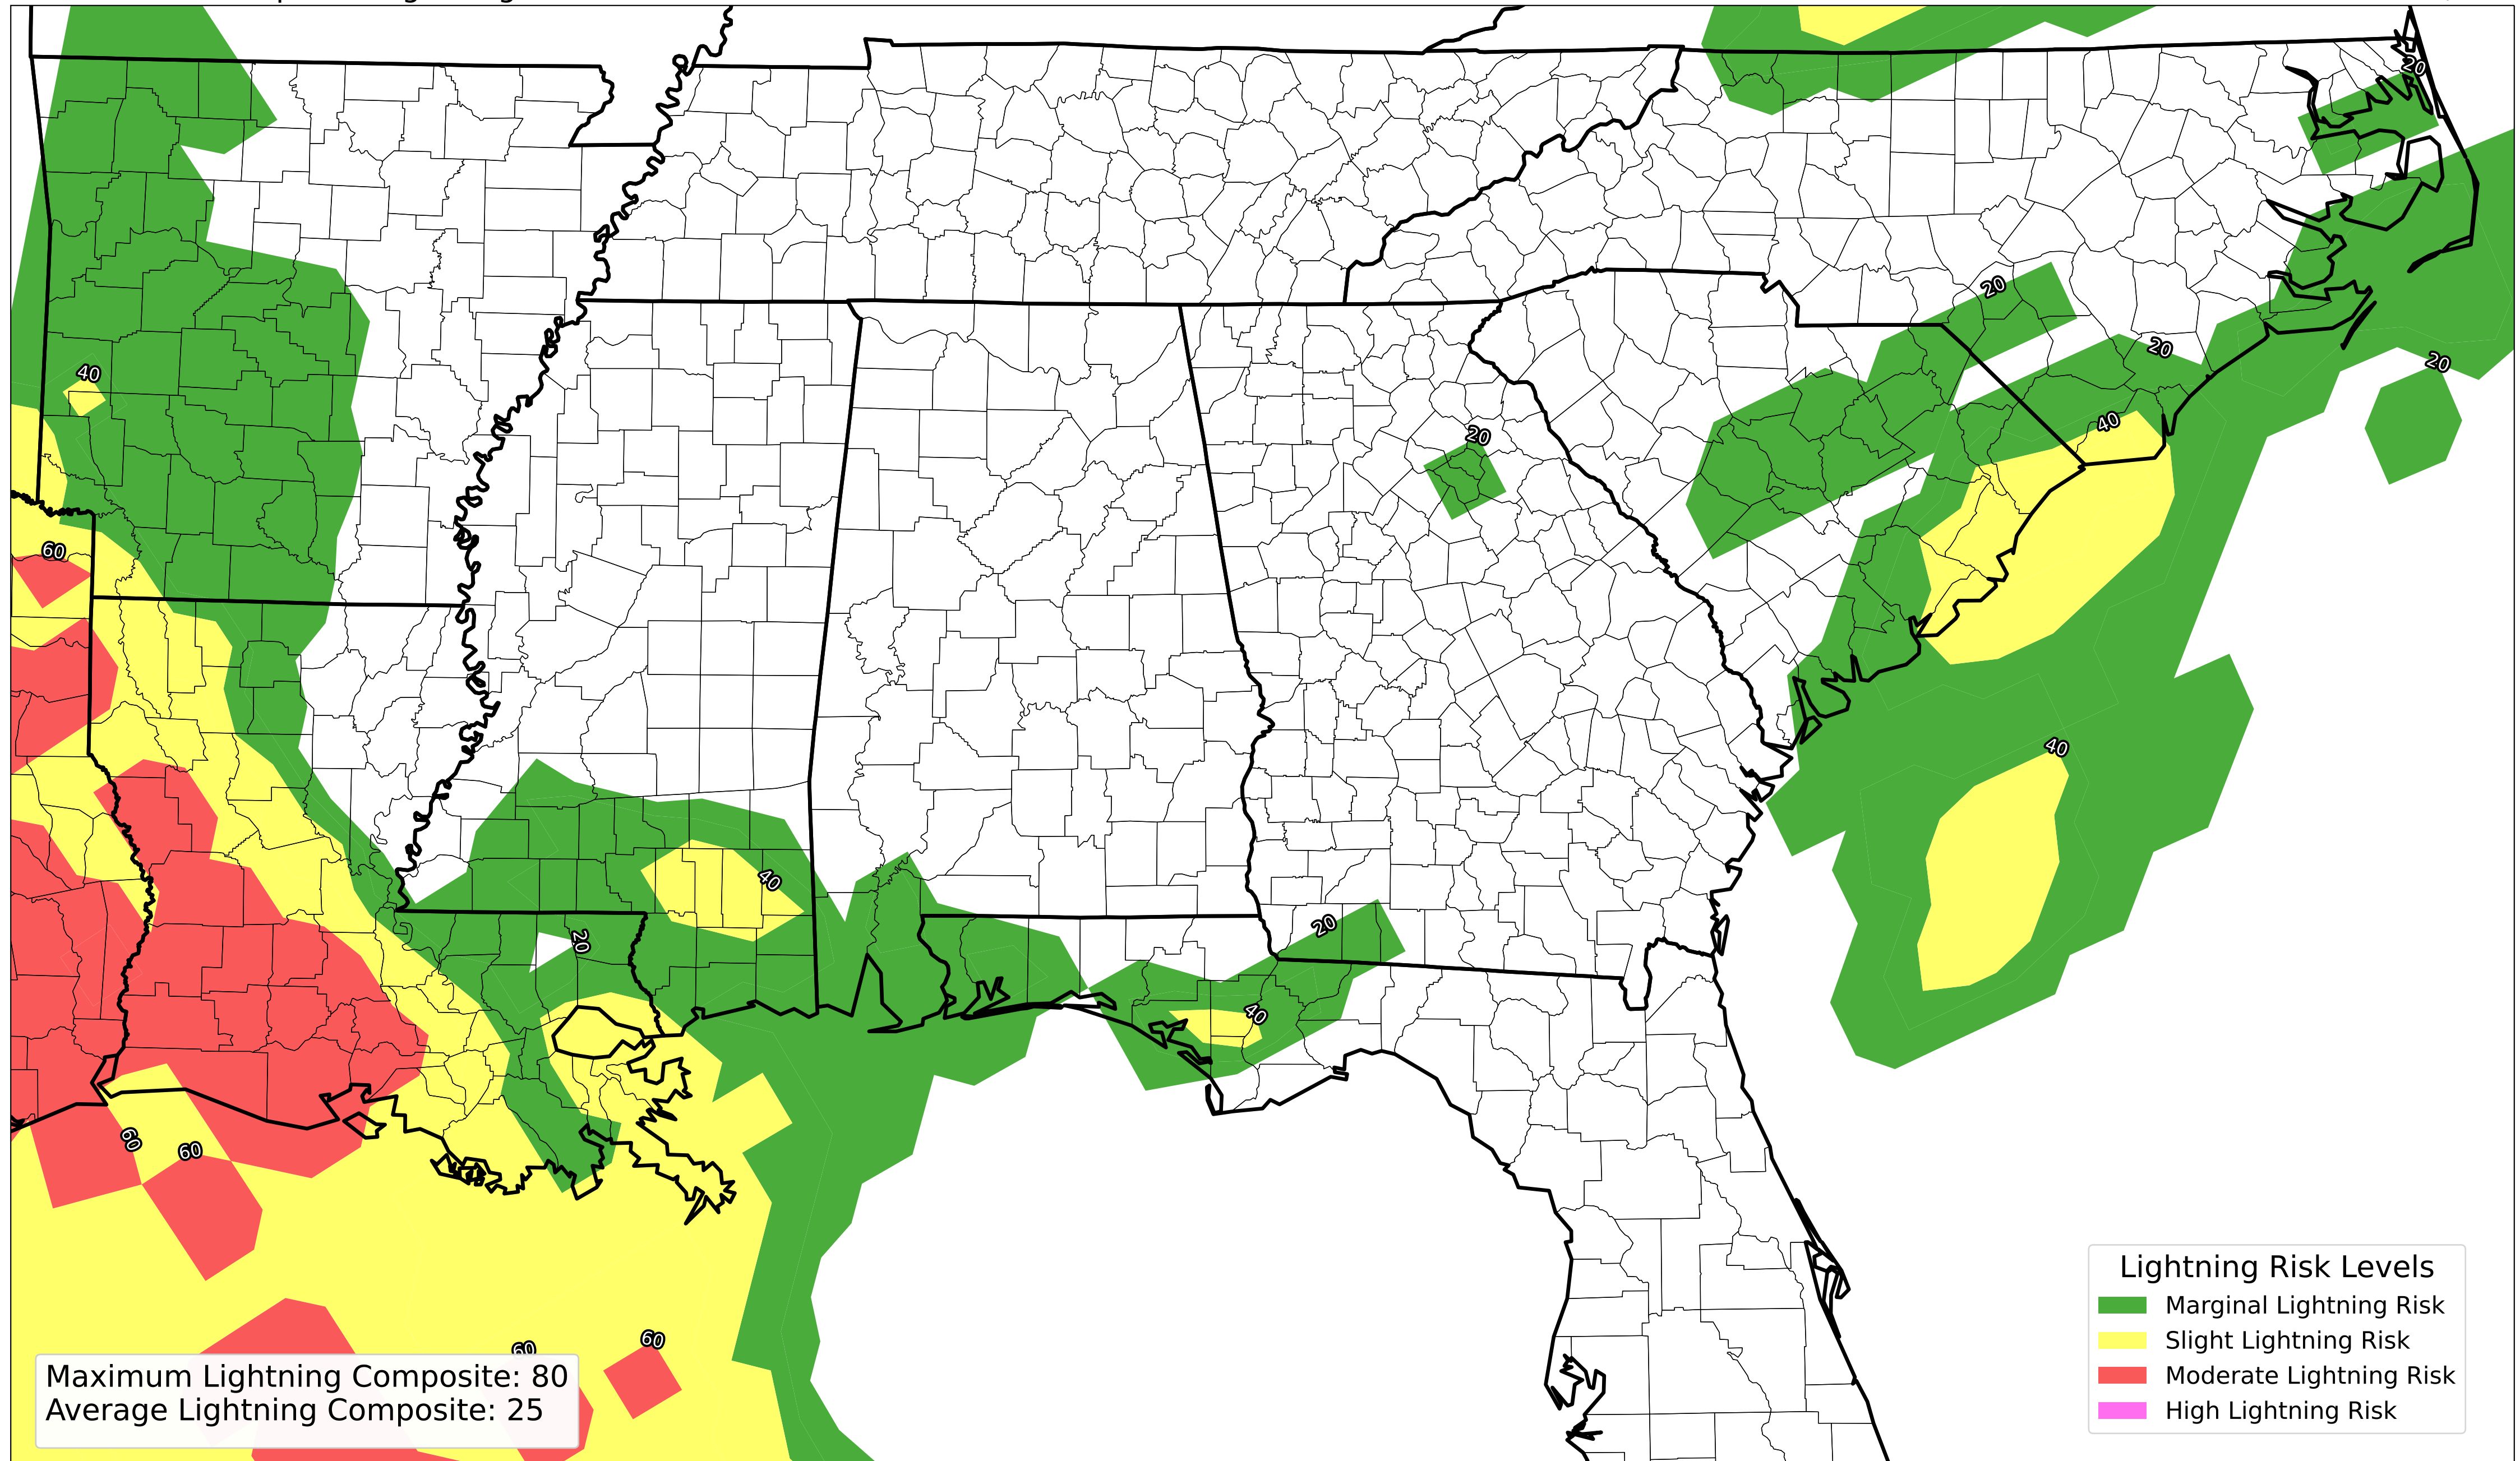 20
20
20
20
40
20
40
60
40
40
20
20
40
60
60
60
60
Lightning Risk Levels
Marginal Lightning Risk
Slight Lightning Risk
Moderate Lightning Risk
High Lightning Risk
Maximum Lightning Composite: 80
Average Lightning Composite: 25